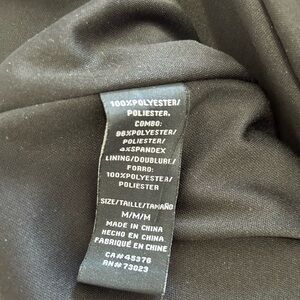 100%POLYESTER/
POLIESTER.
COMBO:
96%POLYESTER/
POLIESTER/
4%SPANDEX
LINING/DOUBLURE/
FORRO:
100%POLYESTER/
POLIESTER
SIZE/TAILLE/TAMAÑO
M/M/M
MADE IN CHINA
HECHO EN CHINA
FABRIQUÉ EN CHINE
CA#45376
RN#73023